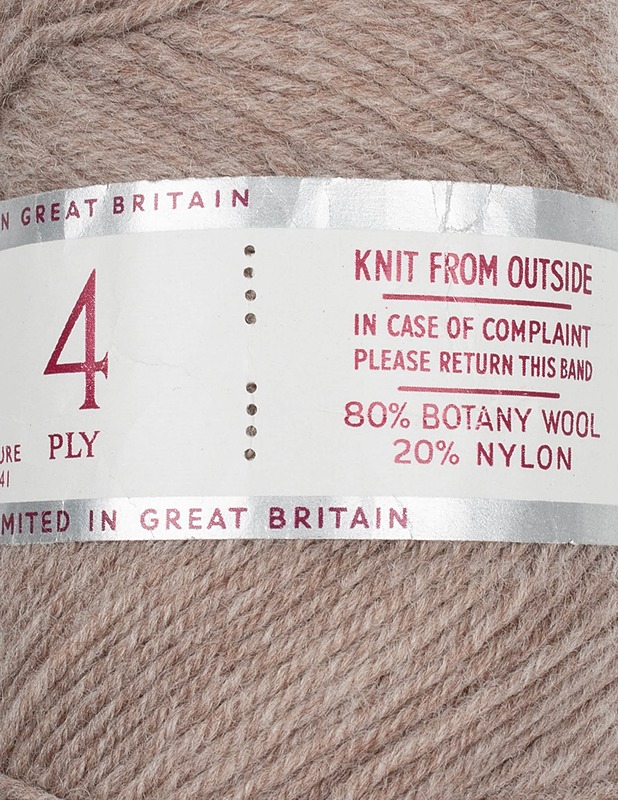 N GREAT BRITAIN
4
PLY
URE
41
KNIT FROM OUTSIDE
IN CASE OF COMPLAINT
PLEASE RETURN THIS BAND
80% BOTANY WOOL
20% NYLON
MITED IN GREAT BRITAIN